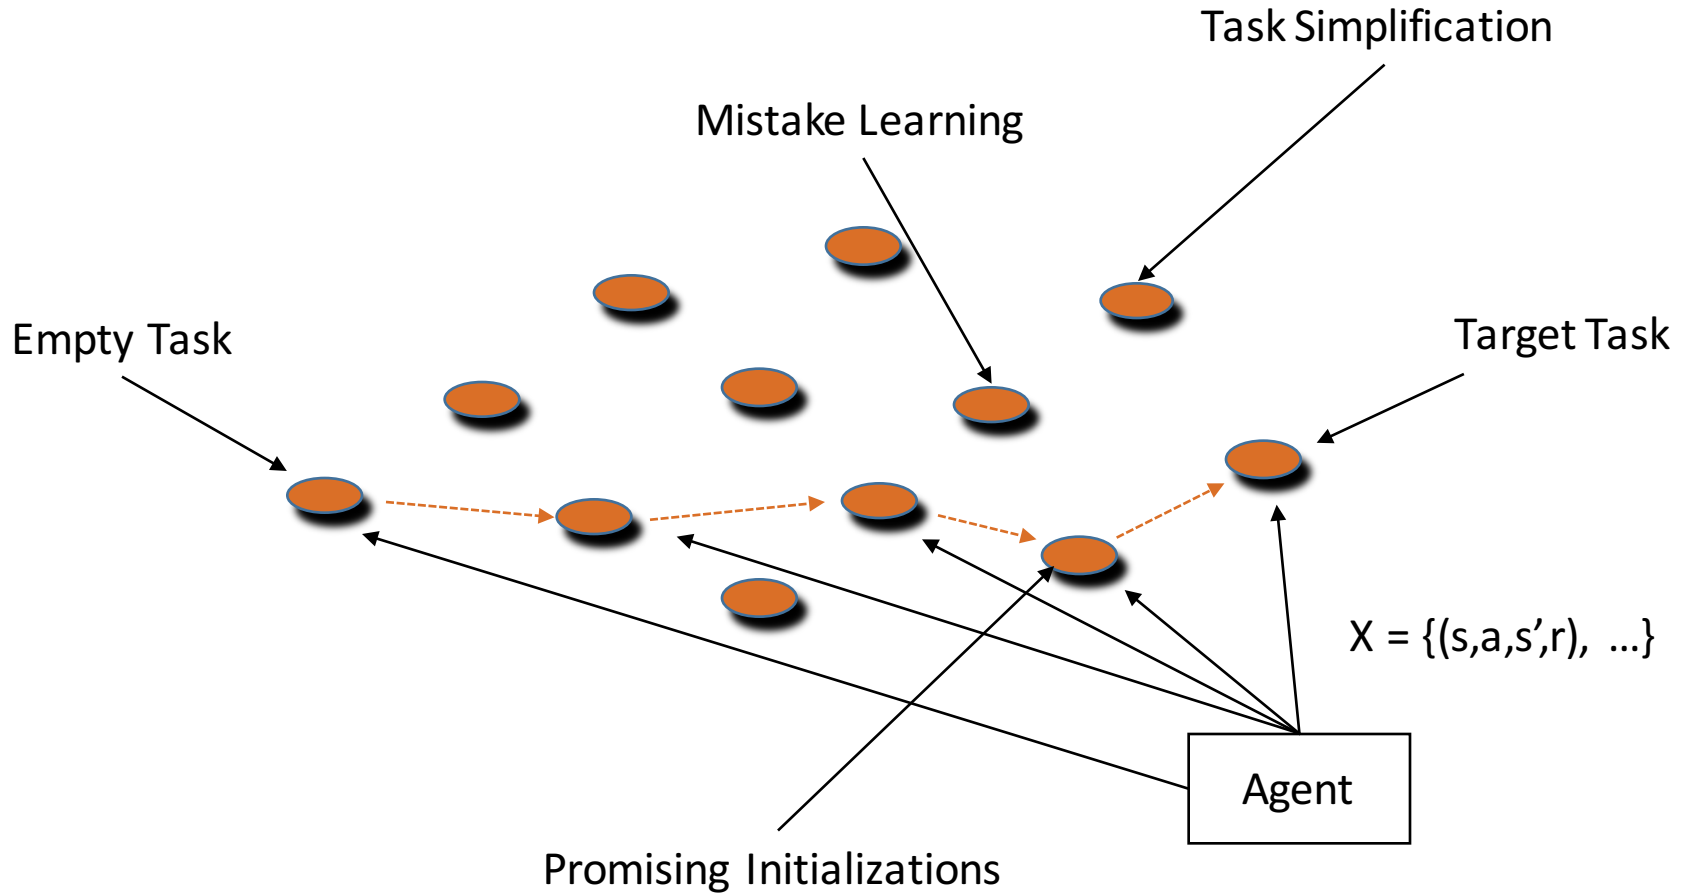 Task Simplification
Mistake Learning
Empty Task
Target Task
X = {(s,a,s’,r), ...}
Agent
Promising Initializations